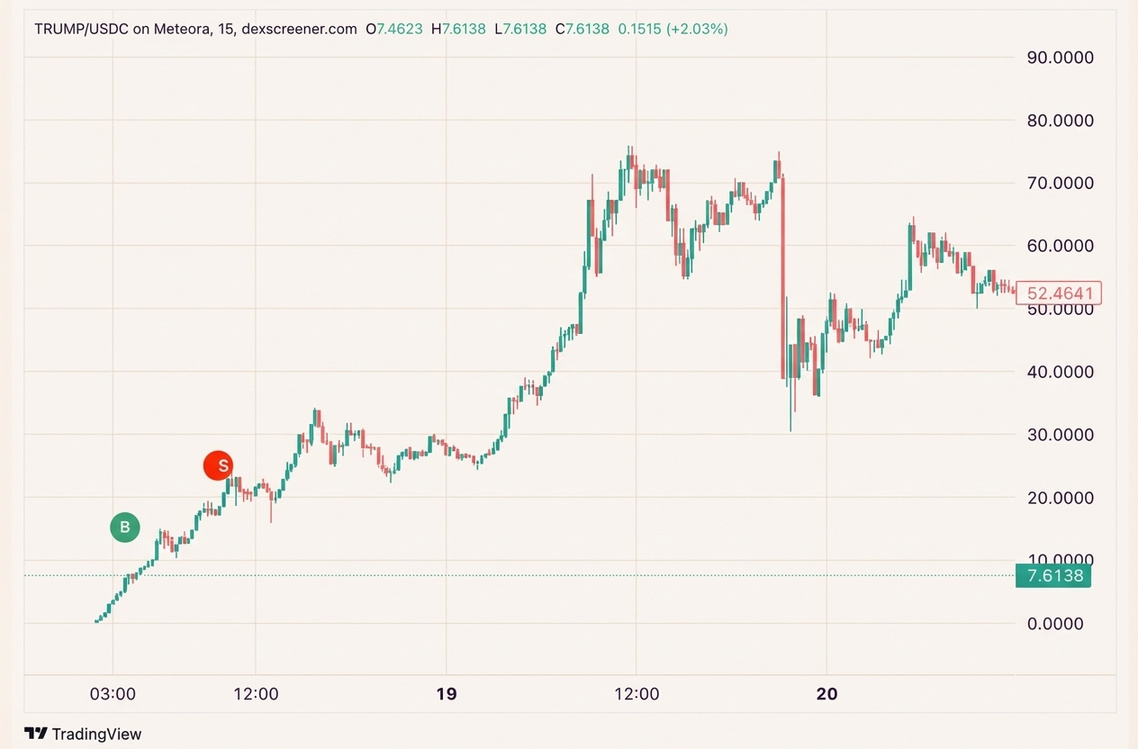 TRUMP/USDC on Meteora, 15, dexscreener.com O7.4623 H7.6138 L7.6138 C7.6138 0.1515 (+2.03%)
90.0000
80.0000
70.0000
60.0000
52.4641
50.0000
40.0000
30.0000
S
20.0000
B
10.0000
7.6138
0.0000
03:00 12:00 19 12:00 20
TradingView